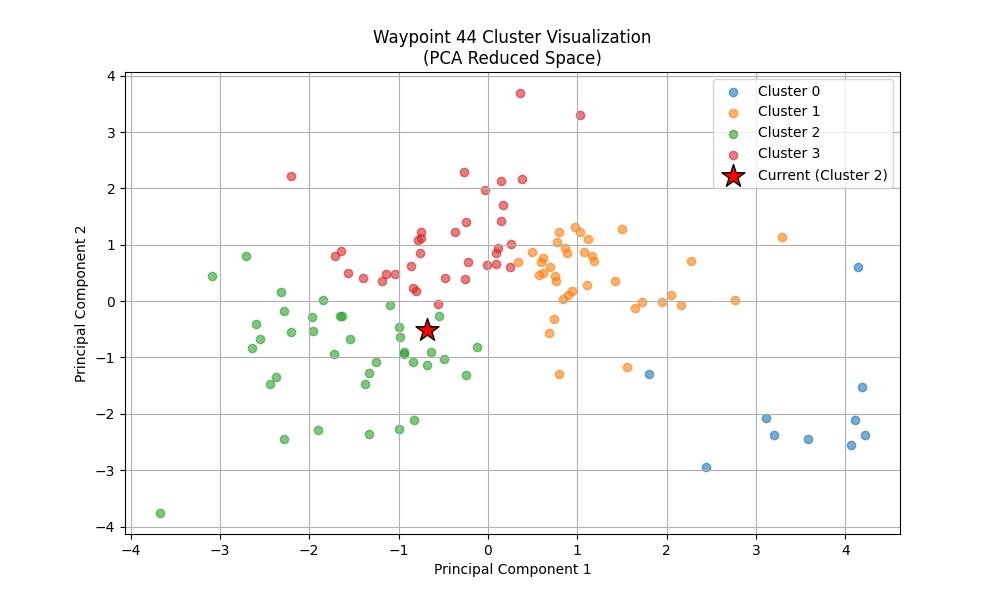 Waypoint 44 Cluster Visualization
(PCA Reduced Space)
Cluster 0
Cluster 1
Cluster 2
Cluster 3
Current (Cluster 2)
Principal Component 2
4
3
2
1
0
−1
−2
−3
−4
−4 −3 −2 −1 0 1 2 3 4
Principal Component 1